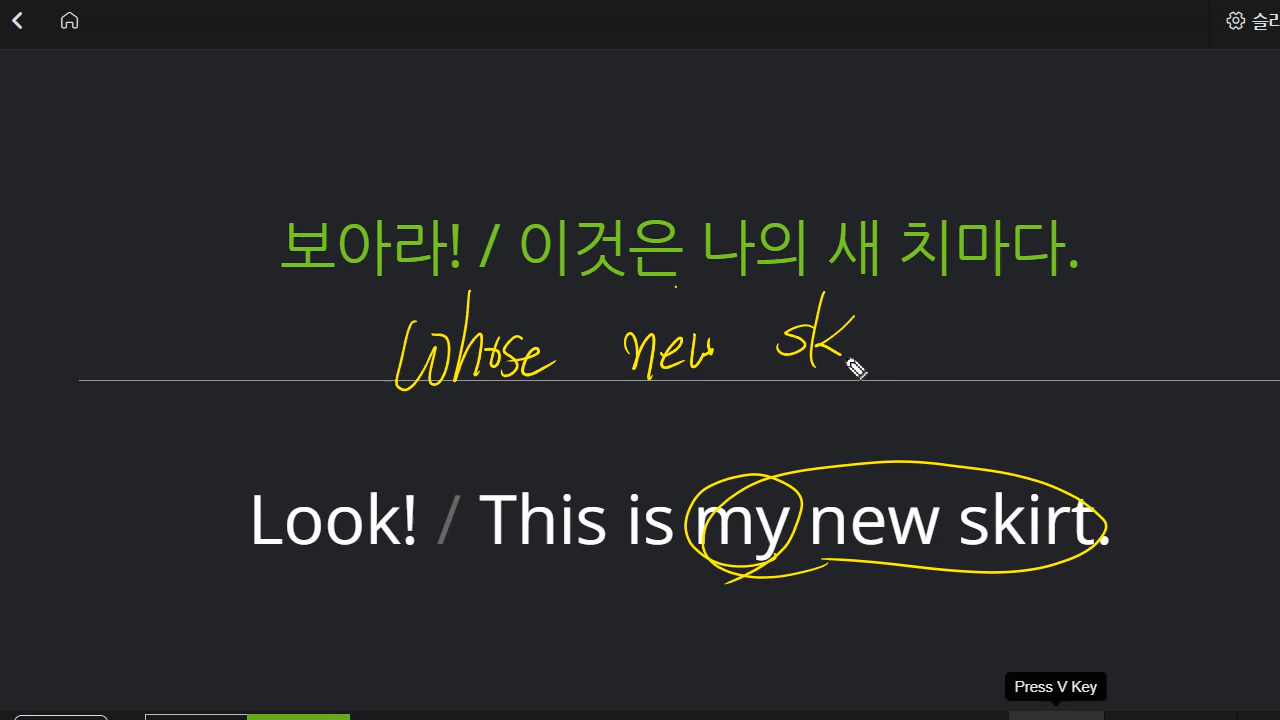 슬라
보아라! / 이것은 나의 새 치마다.
Whose new sk
Look! / This is my new skirt.
Press V Key